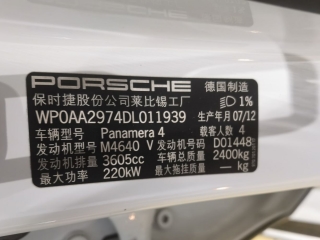 PORSCHE 德国制造
保时捷股份公司莱比锡工厂 1%
WP0AA2974DL011939 生产年月 07/12
车辆型号 Panamera 4 载客人数 4
发动机型号 M4640 V 发动机号码 D01448
发动机排量 3605cc 最大总质量 2400kg
最大功率 220kW 最大拖挂质量 — kg